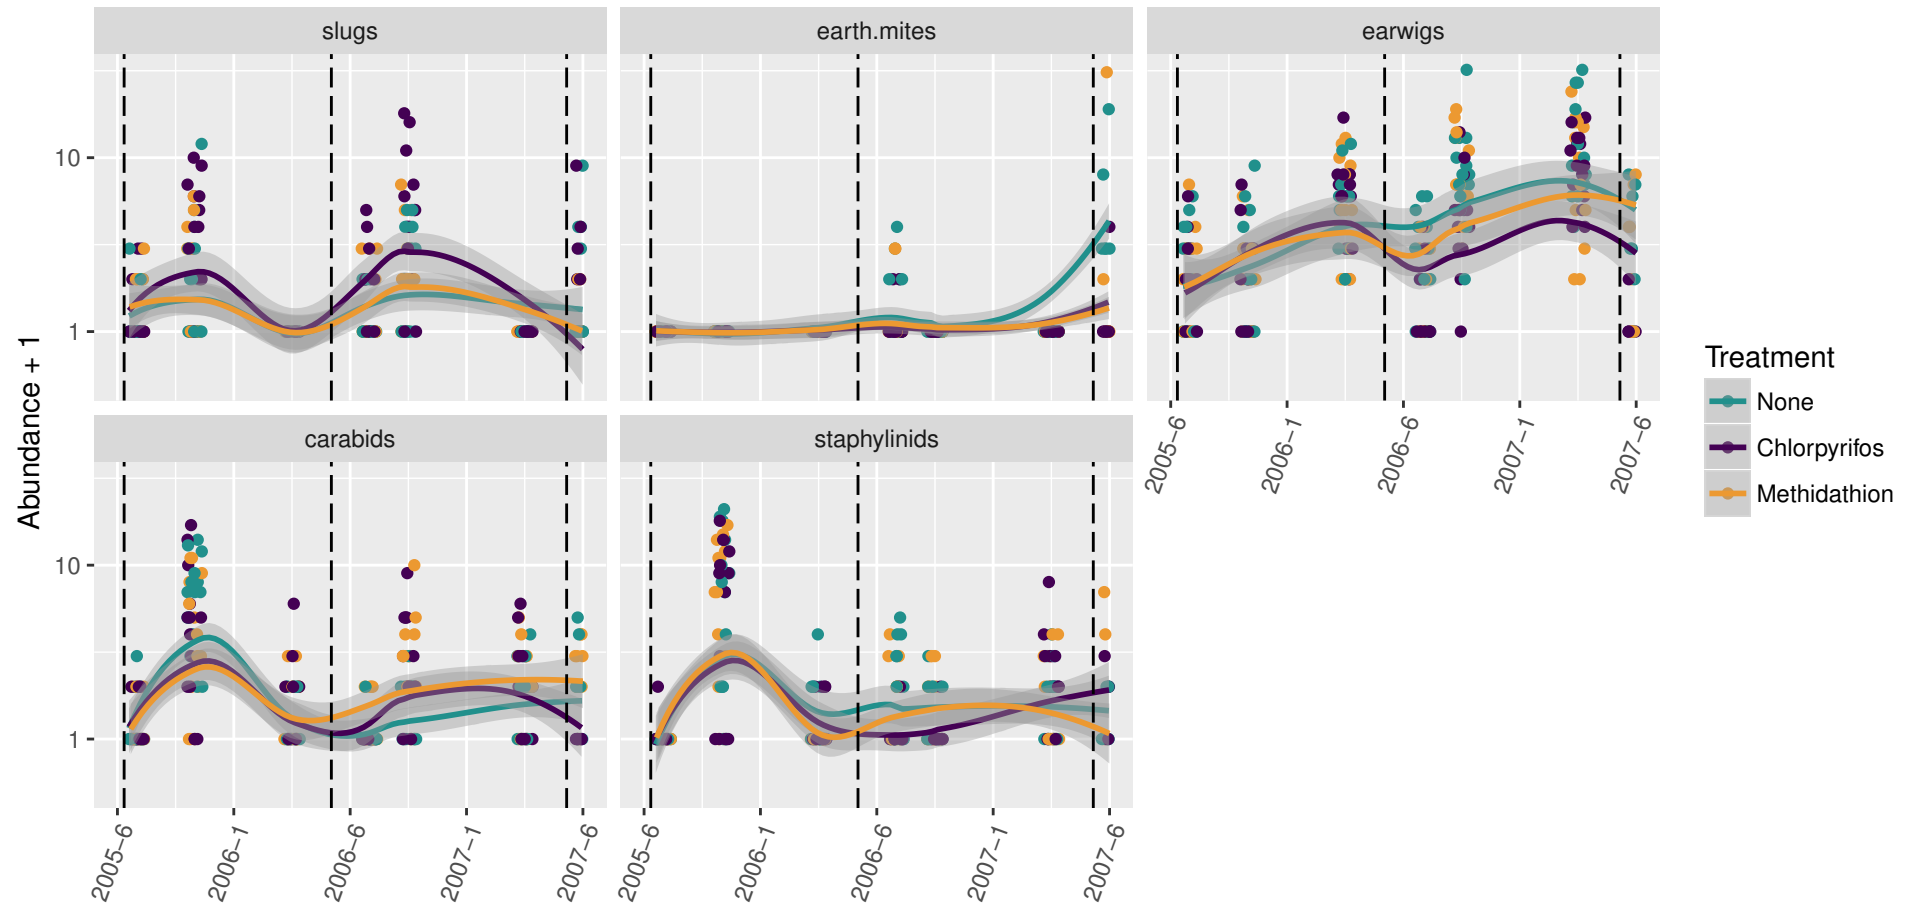 slugs
earth.mites
earwigs
10
1
Abundance + 1
2005−6
2006−1
2006−6
2007−1
2007−6
Treatment
None
Chlorpyrifos
Methidathion
carabids
staphylinids
10
1
2005−6
2006−1
2006−6
2007−1
2007−6
2005−6
2006−1
2006−6
2007−1
2007−6